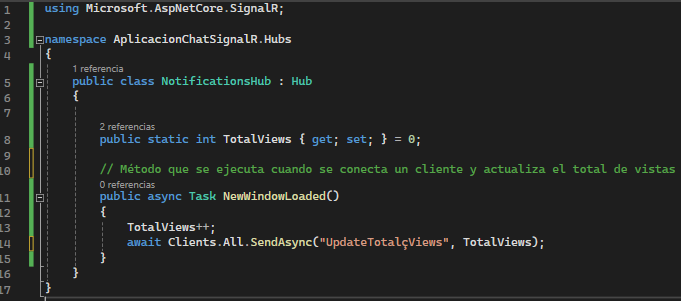 1 using Microsoft.AspNetCore.SignalR;
2
3 namespace AplicacionChatSignalR.Hubs
4 {
1 referencia
5 public class NotificationsHub : Hub
6 {
7
2 referencias
8 public static int TotalViews { get; set; } = 0;
9
10 // Método que se ejecuta cuando se conecta un cliente y actualiza el total de vistas
0 referencias
11 public async Task NewWindowLoaded()
12 {
13 TotalViews++;
14 await Clients.All.SendAsync("UpdateTotalçViews", TotalViews);
15 }
16 }
17 }